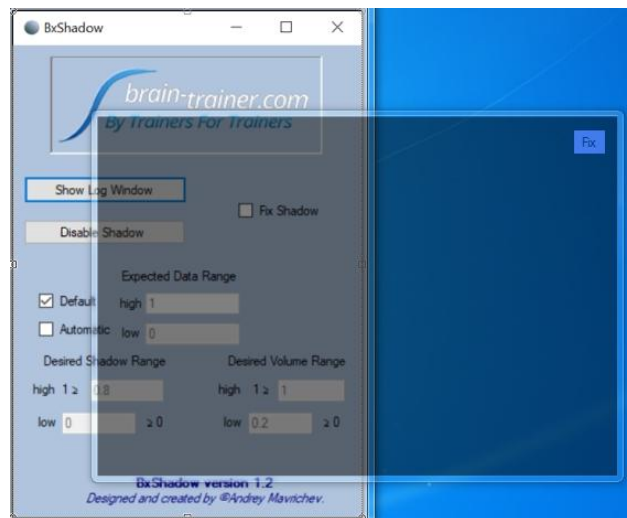 BxShadow
brain-trainer.com
By Trainers For Trainers
Fix
Show Log Window
Fix Shadow
Disable Shadow
Expected Data Range
Default high 1
Automatic low 0
Desired Shadow Range Desired Volume Range
high 1 ≥ 0.8 high 1 ≥ 1
low 0 ≥ 0 low 0.2 ≥ 0
BxShadow version 1.2
Designed and created by ©Andrey Mavrichev.